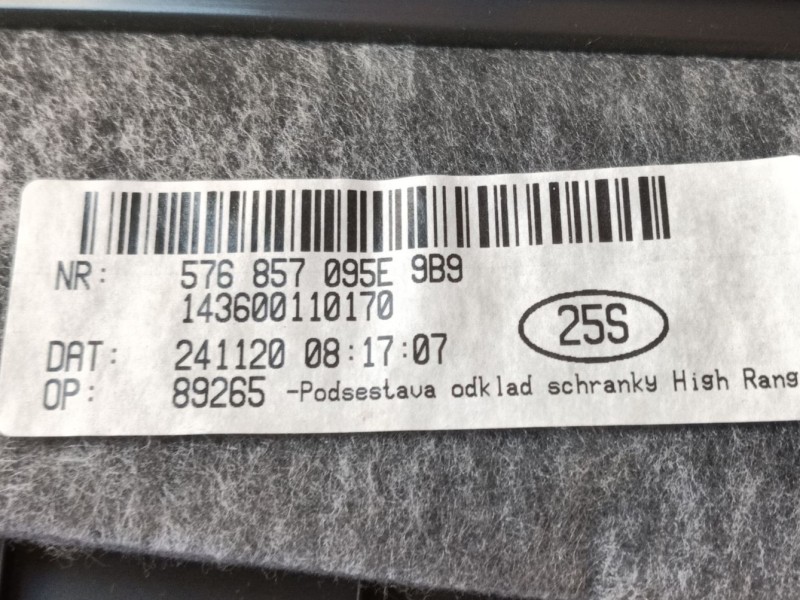 NR: 576 857 095E 9B9
143600110170
25S
DAT: 241120 08:17:07
OP: 89265 -Podsestava odklad schranky High Rang